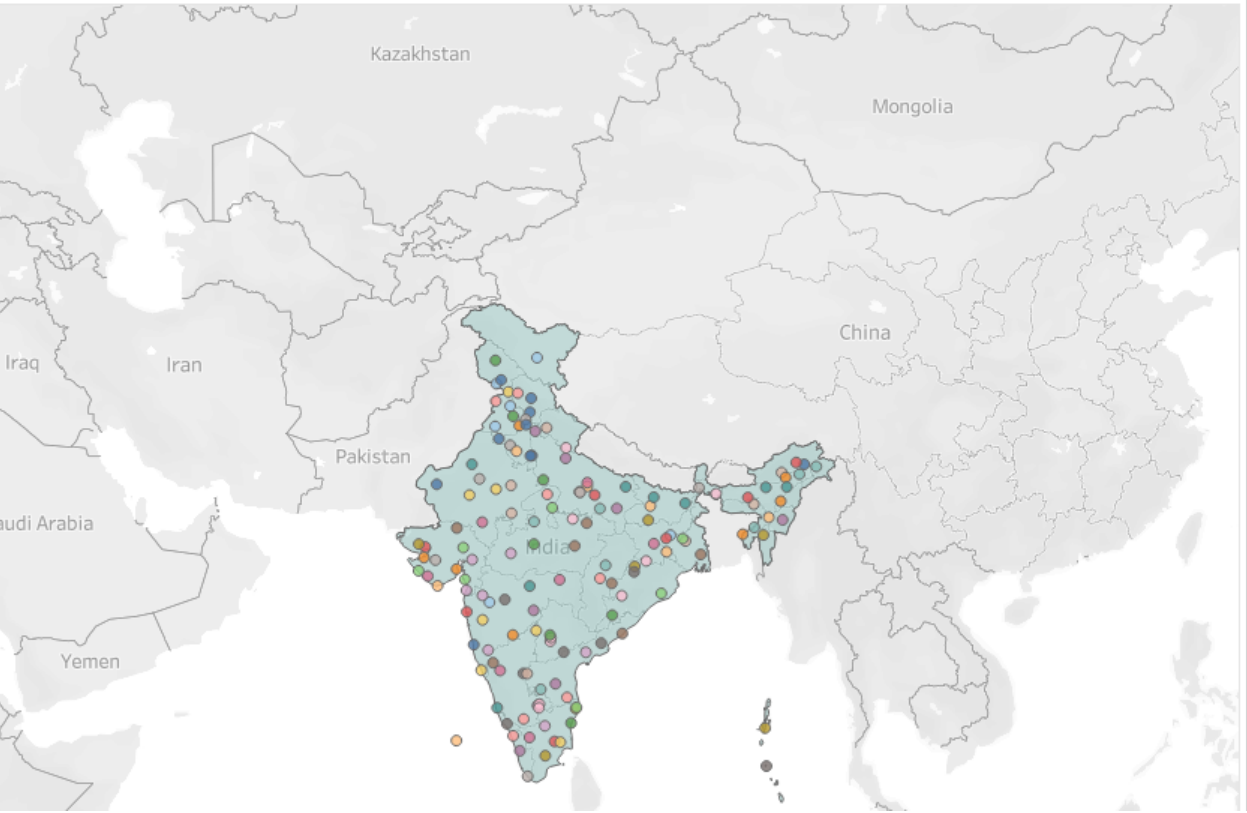 Kazakhstan
Mongolia
China
Iraq
Iran
Pakistan
audi Arabia
India
Yemen